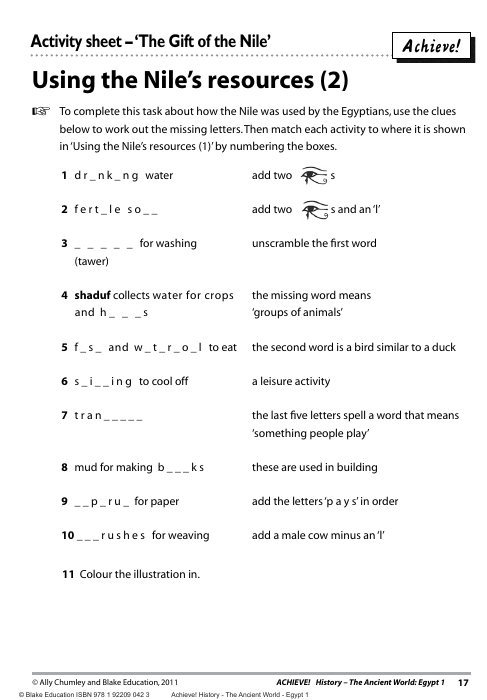 Activity sheet – ‘The Gift of the Nile’
Achieve!
Using the Nile’s resources (2)
To complete this task about how the Nile was used by the Egyptians, use the clues
below to work out the missing letters. Then match each activity to where it is shown
in ‘Using the Nile’s resources (1)’ by numbering the boxes.
1 d r _ n k _ n g water add two s
2 f e r t _ l e s o _ _ add two s and an ‘l’
3 _ _ _ _ _ for washing unscramble the first word
(tawer)
4 shaduf collects water for crops the missing word means
and h _ _ _ s ‘groups of animals’
5 f _ s _ and w _ t _ r _ o _ l to eat the second word is a bird similar to a duck
6 s _ i _ _ i n g to cool off a leisure activity
7 t r a n _ _ _ _ _ the last five letters spell a word that means
‘something people play’
8 mud for making b _ _ _ k s these are used in building
9 _ _ p _ r u _ for paper add the letters ‘p a y s’ in order
10 _ _ _ r u s h e s for weaving add a male cow minus an ‘l’
11 Colour the illustration in.
© Ally Chumley and Blake Education, 2011 ACHIEVE! History – The Ancient World: Egypt 1 17
© Blake Education ISBN 978 1 92209 042 3 Achieve! History - The Ancient World - Egypt 1